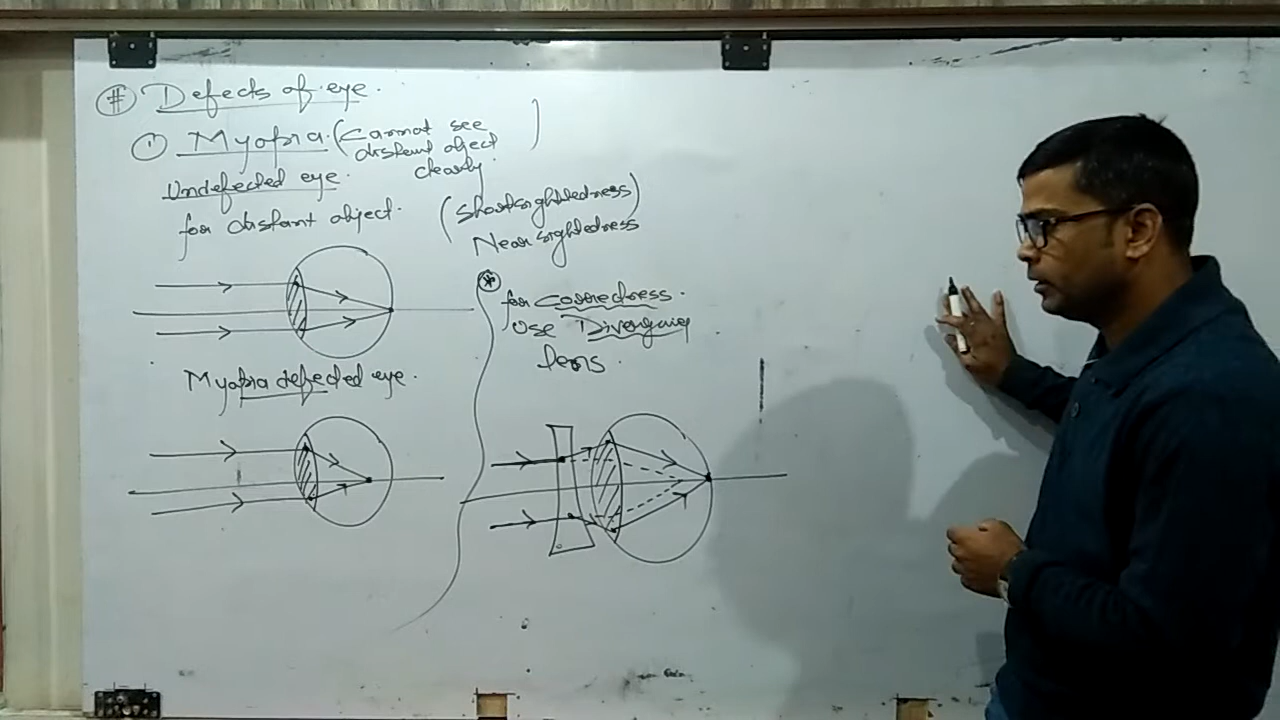 # Defects of eye.
① Myopia. (Cannot see
distant object
clearly.)
Undefected eye.
for distant object.
(Shortsightedness)
Near sightedness
Myopia defected eye.
* for Correctness.
Use Diverging
lens.